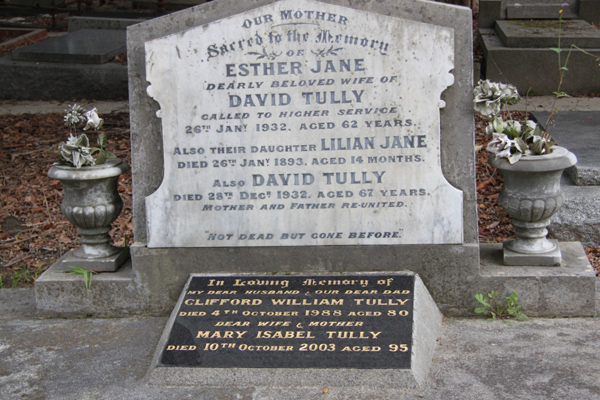 OUR MOTHER
Sacred to the Memory
OF
ESTHER JANE
DEARLY BELOVED WIFE OF
DAVID TULLY
CALLED TO HIGHER SERVICE
26TH JANY 1932. AGED 62 YEARS.
ALSO THEIR DAUGHTER LILIAN JANE
DIED 26TH JANY 1893. AGED 14 MONTHS.
ALSO DAVID TULLY
DIED 28TH DECR 1932. AGED 67 YEARS.
MOTHER AND FATHER RE-UNITED.
"NOT DEAD BUT GONE BEFORE."
In Loving Memory of
MY DEAR HUSBAND & OUR DEAR DAD
CLIFFORD WILLIAM TULLY
DIED 4TH OCTOBER 1988 AGED 80
DEAR WIFE & MOTHER
MARY ISABEL TULLY
DIED 10TH OCTOBER 2003 AGED 95